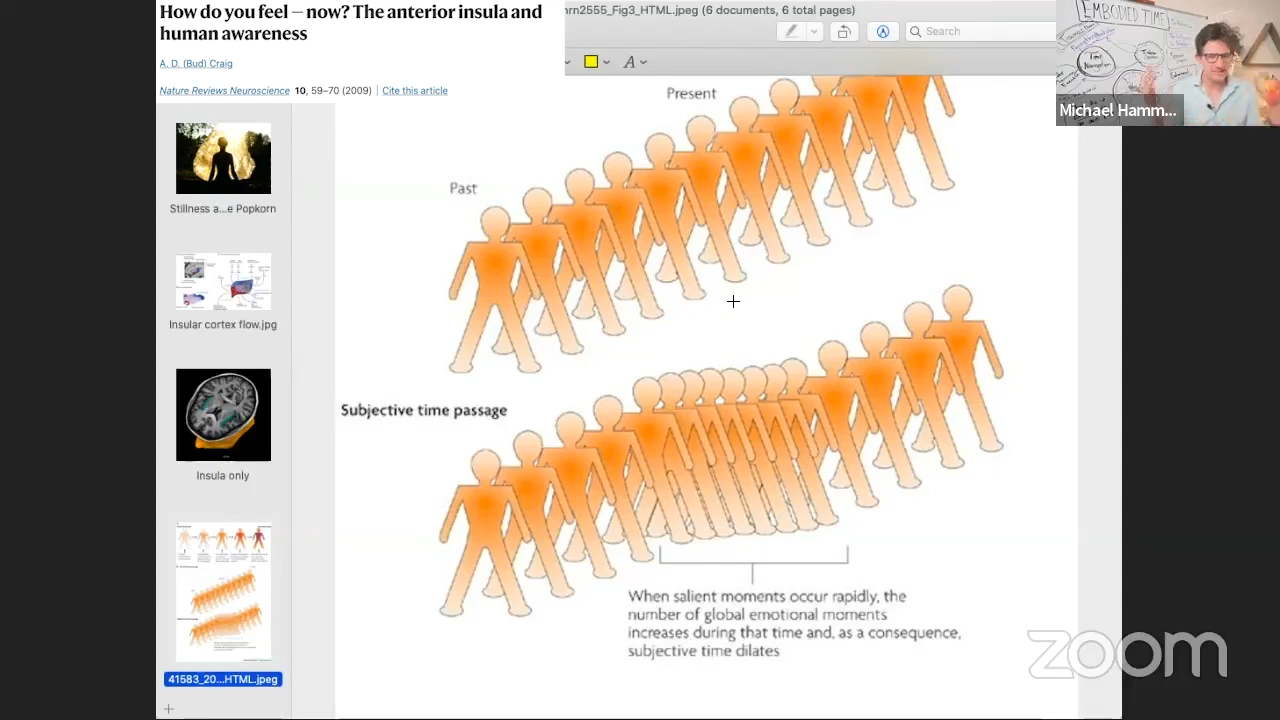 How do you feel — now? The anterior insula and
human awareness
A. D. (Bud) Craig
Nature Reviews Neuroscience 10, 59–70 (2009) | Cite this article
nrn2555_Fig3_HTML.jpeg (6 documents, 6 total pages)
Search
A
EMBODIED TIME
Michael Hamm...
Stillness a...e Popkorn
Insular cortex flow.jpg
Insula only
41583_20...HTML.jpeg
Present
Past
Subjective time passage
When salient moments occur rapidly, the
number of global emotional moments
increases during that time and, as a consequence,
subjective time dilates
zoom